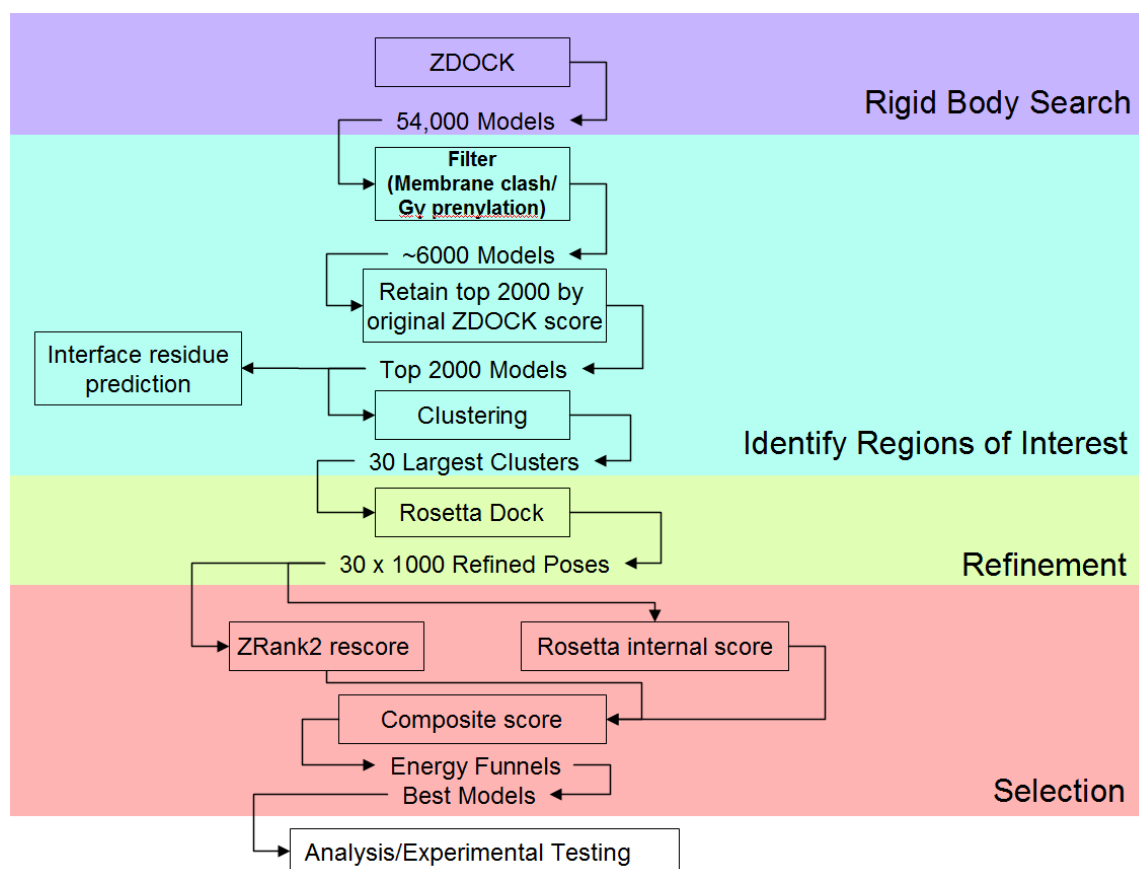 ZDOCK
Rigid Body Search
54,000 Models
Filter
(Membrane clash/
Gγ prenylation)
~6000 Models
Retain top 2000 by
original ZDOCK score
Interface residue
prediction
Top 2000 Models
Clustering
Identify Regions of Interest
30 Largest Clusters
Rosetta Dock
30 x 1000 Refined Poses
Refinement
ZRank2 rescore
Rosetta internal score
Composite score
Energy Funnels
Best Models
Selection
Analysis/Experimental Testing